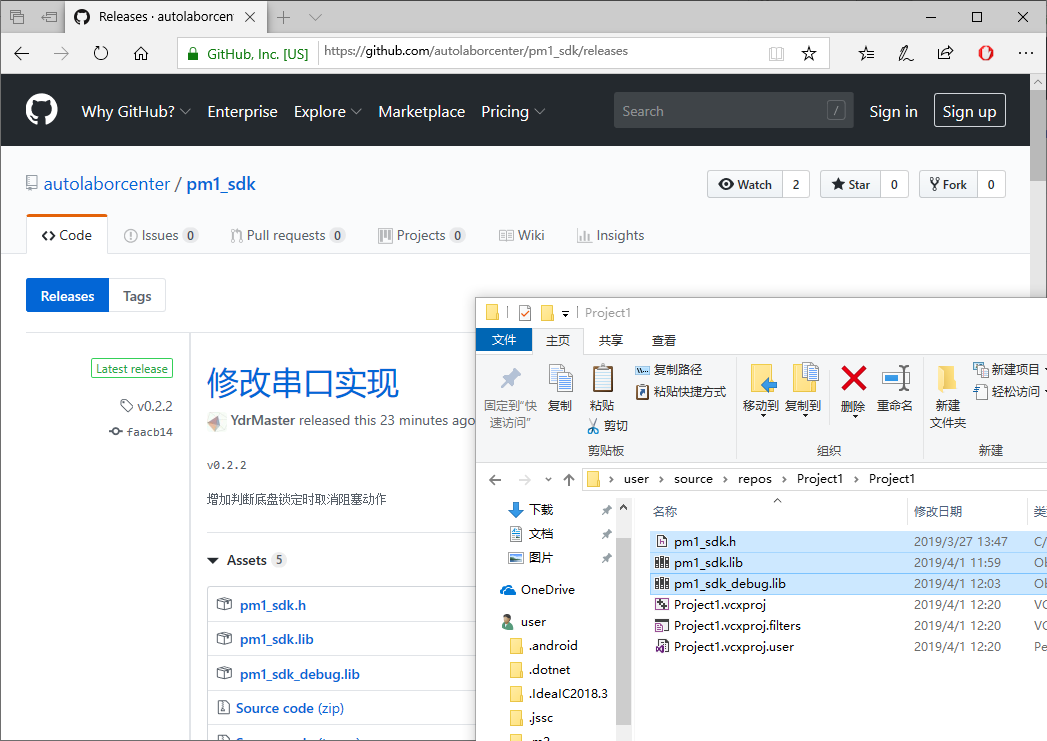 Releases · autolaborcen
GitHub, Inc. [US]
https://github.com/autolaborcenter/pm1_sdk/releases
Why GitHub? Enterprise Explore Marketplace Pricing Search / Sign in Sign up
autolaborcenter / pm1_sdk
Watch 2 Star 0 Fork 0
Code Issues 0 Pull requests 0 Projects 0 Wiki Insights
Releases Tags
Latest release
v0.2.2
faacb14
修改串口实现
YdrMaster released this 23 minutes ago
v0.2.2
增加判断底盘锁定时取消阻塞动作
Assets 5
pm1_sdk.h
pm1_sdk.lib
pm1_sdk_debug.lib
Source code (zip)
Project1
文件 主页 共享 查看
固定到"快
速访问"
复制
粘贴
复制路径
粘贴快捷方式
剪切
剪贴板
移动到 复制到 删除 重命名
组织
新建
文件夹
新建项目
轻松访问
新建
user source repos Project1 Project1
下载
文档
图片
OneDrive
user
.android
.dotnet
.IdeaIC2018.3
.jssc
名称 修改日期
pm1_sdk.h 2019/3/27 13:47 C/
pm1_sdk.lib 2019/4/1 11:59
pm1_sdk_debug.lib 2019/4/1 12:03
Project1.vcxproj 2019/4/1 12:20
Project1.vcxproj.filters 2019/4/1 12:20
Project1.vcxproj.user 2019/4/1 12:20